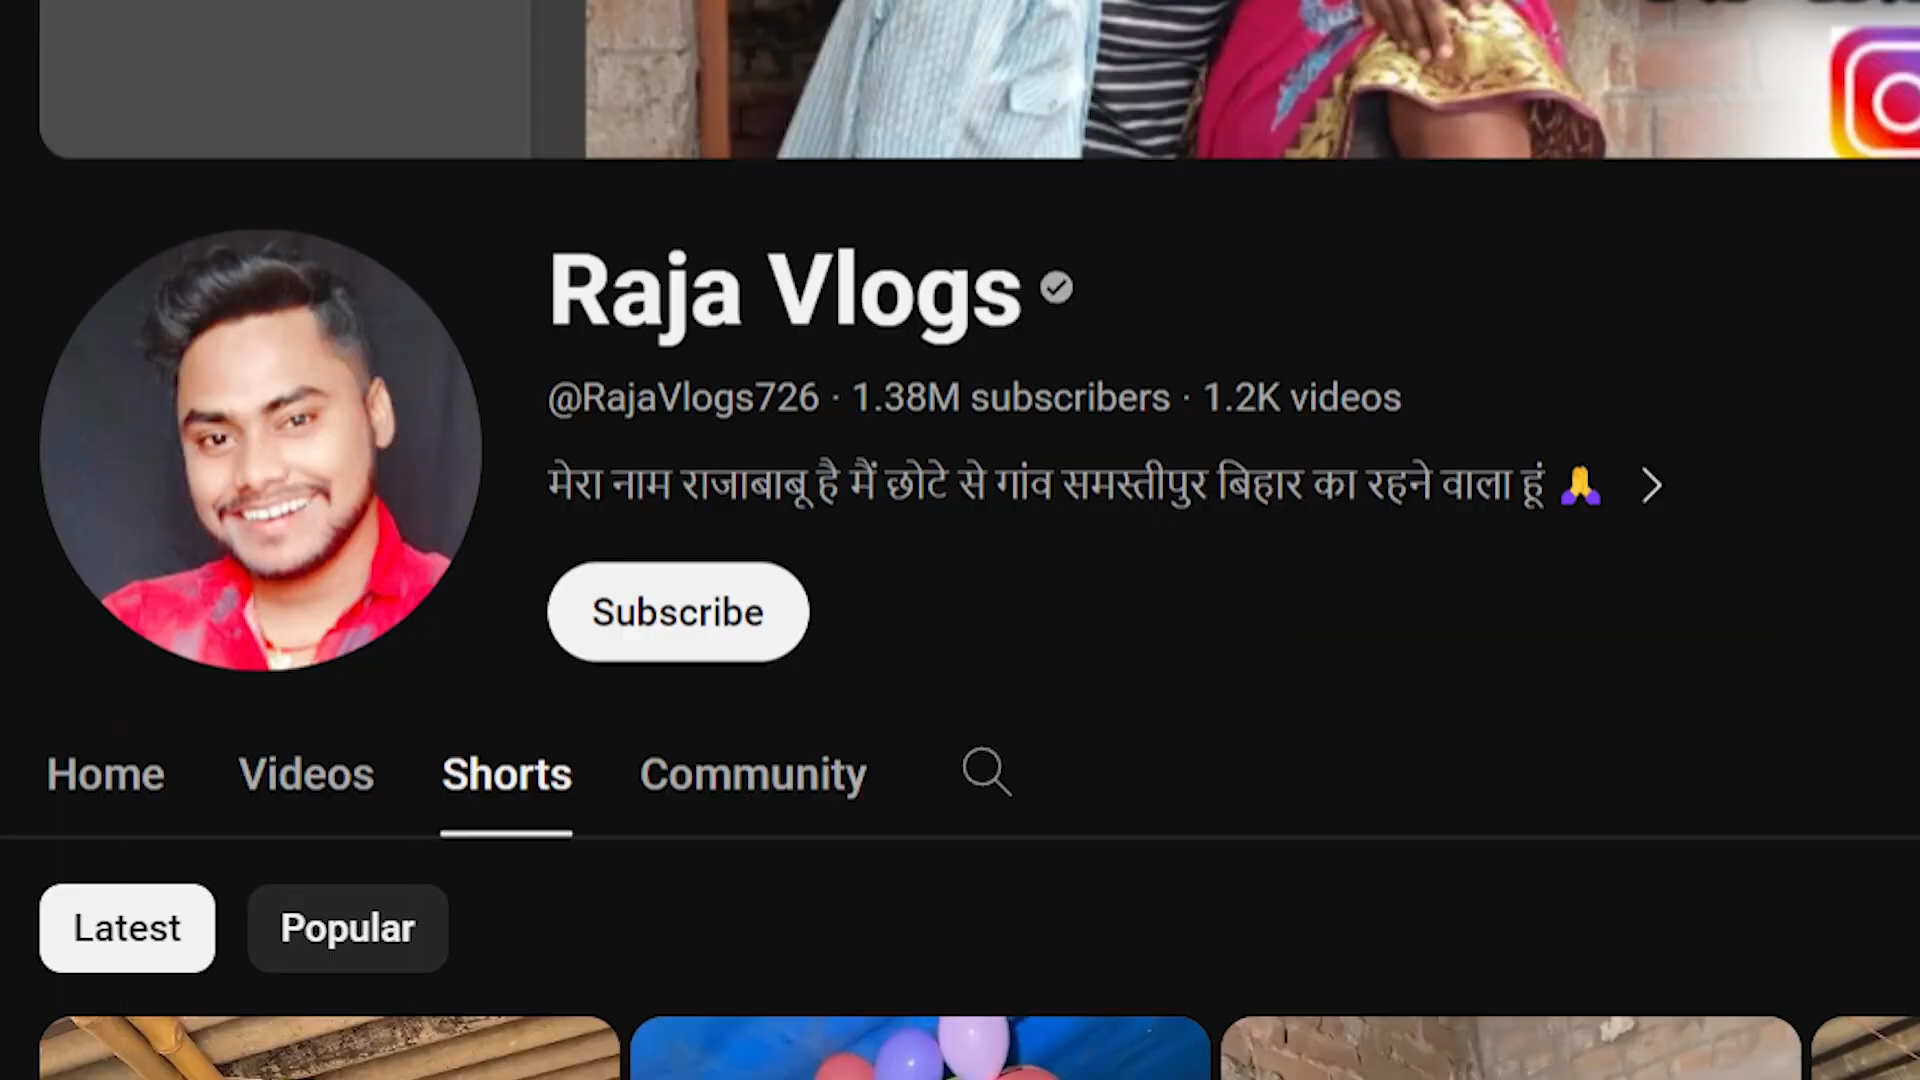 Raja Vlogs
@RajaVlogs726 · 1.38M subscribers · 1.2K videos
मेरा नाम राजाबाबू है मैं छोटे से गांव समस्तीपुर बिहार का रहने वाला हूं 🙏
Subscribe
Home Videos Shorts Community
Latest Popular